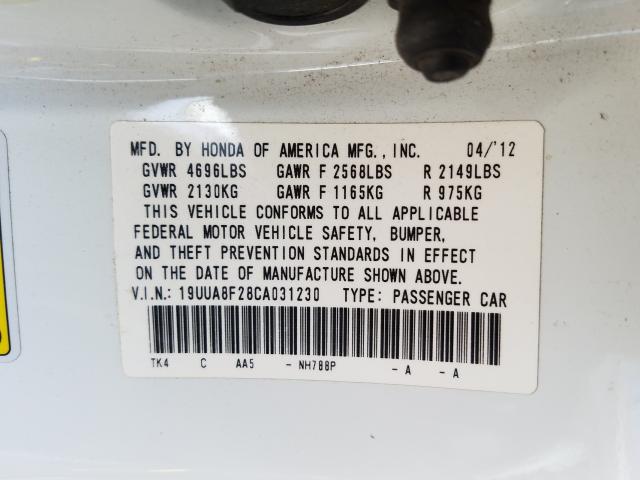 MFD. BY HONDA OF AMERICA MFG., INC. 04/'12
GVWR 4696LBS GAWR F 2568LBS R 2149LBS
GVWR 2130KG GAWR F 1165KG R 975KG
THIS VEHICLE CONFORMS TO ALL APPLICABLE
FEDERAL MOTOR VEHICLE SAFETY, BUMPER,
AND THEFT PREVENTION STANDARDS IN EFFECT
ON THE DATE OF MANUFACTURE SHOWN ABOVE.
V.I.N.: 19UUA8F28CA031230 TYPE: PASSENGER CAR
TK4 C AA5 - NH788P - A - A